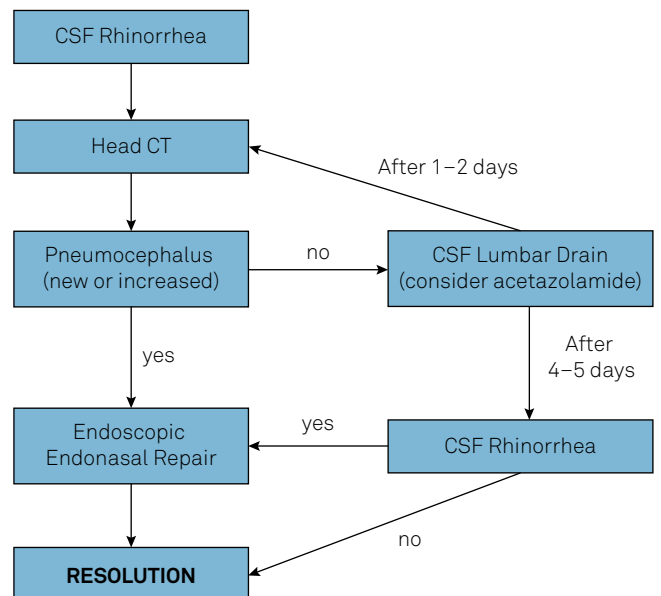 CSF Rhinorrhea
Head CT
After 1–2 days
Pneumocephalus
(new or increased)
no
CSF Lumbar Drain
(consider acetazolamide)
yes
After
4–5 days
Endoscopic
Endonasal Repair
yes
CSF Rhinorrhea
no
RESOLUTION